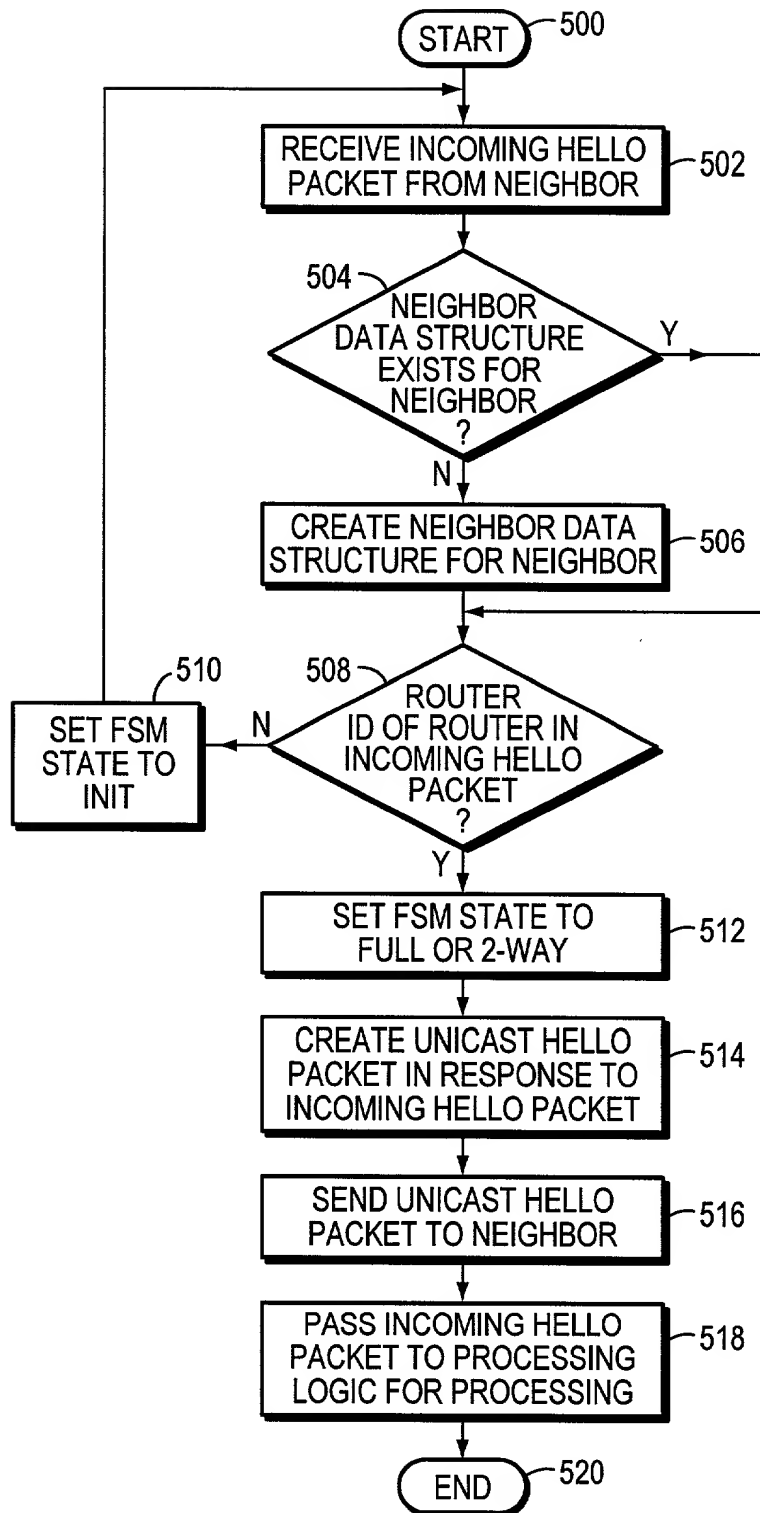 START
500
RECEIVE INCOMING HELLO
PACKET FROM NEIGHBOR
502
504
NEIGHBOR
DATA STRUCTURE
EXISTS FOR
NEIGHBOR
?
Y
N
CREATE NEIGHBOR DATA
STRUCTURE FOR NEIGHBOR
506
510
SET FSM
STATE TO
INIT
N
508
ROUTER
ID OF ROUTER IN
INCOMING HELLO
PACKET
?
Y
SET FSM STATE TO
FULL OR 2-WAY
512
CREATE UNICAST HELLO
PACKET IN RESPONSE TO
INCOMING HELLO PACKET
514
SEND UNICAST HELLO
PACKET TO NEIGHBOR
516
PASS INCOMING HELLO
PACKET TO PROCESSING
LOGIC FOR PROCESSING
518
END
520